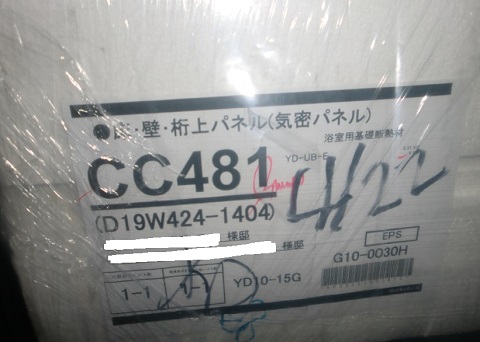 ●床・壁・桁上パネル(気密パネル)
浴室用基礎断熱材
CC481
YD-UB-E
(D19W424-1404)
様邸
様邸
EPS
G10-0030H
1-1
1-1
YD10-15G